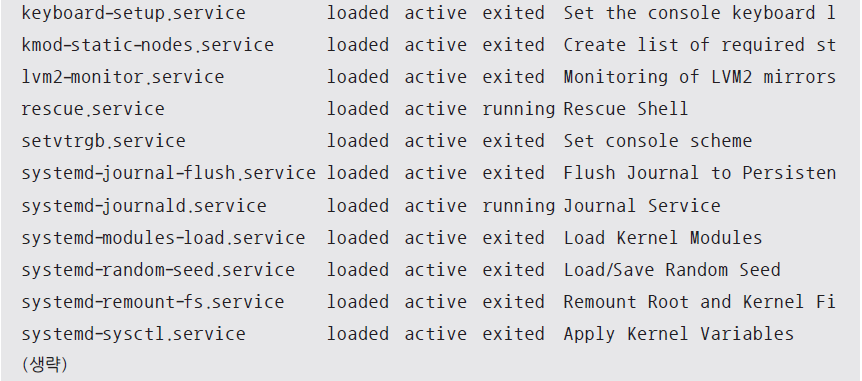 keyboard-setup.service loaded active exited Set the console keyboard l
kmod-static-nodes.service loaded active exited Create list of required st
lvm2-monitor.service loaded active exited Monitoring of LVM2 mirrors
rescue.service loaded active running Rescue Shell
setvtrgb.service loaded active exited Set console scheme
systemd-journal-flush.service loaded active exited Flush Journal to Persisten
systemd-journald.service loaded active running Journal Service
systemd-modules-load.service loaded active exited Load Kernel Modules
systemd-random-seed.service loaded active exited Load/Save Random Seed
systemd-remount-fs.service loaded active exited Remount Root and Kernel Fi
systemd-sysctl.service loaded active exited Apply Kernel Variables
(생략)